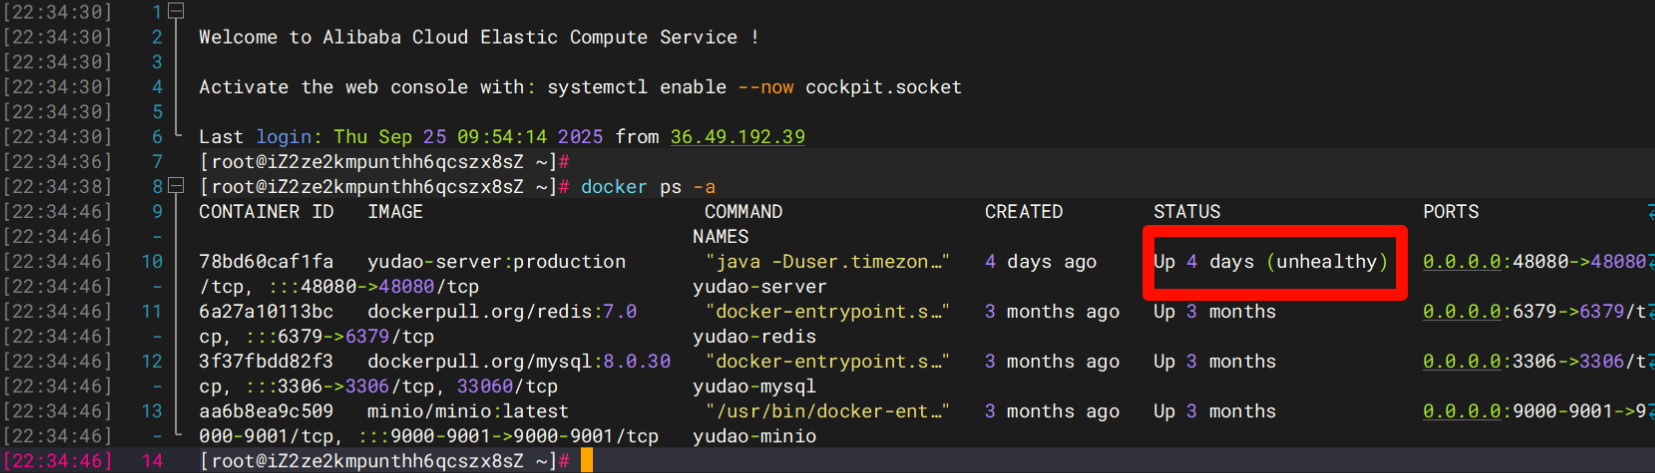 [22:34:30] 1
[22:34:30] 2 Welcome to Alibaba Cloud Elastic Compute Service !
[22:34:30] 3
[22:34:30] 4 Activate the web console with: systemctl enable --now cockpit.socket
[22:34:30] 5
[22:34:30] 6 Last login: Thu Sep 25 09:54:14 2025 from 36.49.192.39
[22:34:36] 7 [root@iZ2ze2kmpunthh6qcszx8sZ ~]#
[22:34:38] 8 [root@iZ2ze2kmpunthh6qcszx8sZ ~]# docker ps -a
[22:34:46] 9 CONTAINER ID IMAGE COMMAND CREATED STATUS PORTS
[22:34:46] - NAMES
[22:34:46] 10 78bd60caf1fa yudao-server:production "java -Duser.timezon…" 4 days ago Up 4 days (unhealthy) 0.0.0.0:48080->48080
[22:34:46] - /tcp, :::48080->48080/tcp yudao-server
[22:34:46] 11 6a27a10113bc dockerpull.org/redis:7.0 "docker-entrypoint.s…" 3 months ago Up 3 months 0.0.0.0:6379->6379/t
[22:34:46] - cp, :::6379->6379/tcp yudao-redis
[22:34:46] 12 3f37fbdd82f3 dockerpull.org/mysql:8.0.30 "docker-entrypoint.s…" 3 months ago Up 3 months 0.0.0.0:3306->3306/t
[22:34:46] - cp, :::3306->3306/tcp, 33060/tcp yudao-mysql
[22:34:46] 13 aa6b8ea9c509 minio/minio:latest "/usr/bin/docker-ent…" 3 months ago Up 3 months 0.0.0.0:9000-9001->9
[22:34:46] - 000-9001/tcp, :::9000-9001->9000-9001/tcp yudao-minio
[22:34:46] 14 [root@iZ2ze2kmpunthh6qcszx8sZ ~]#